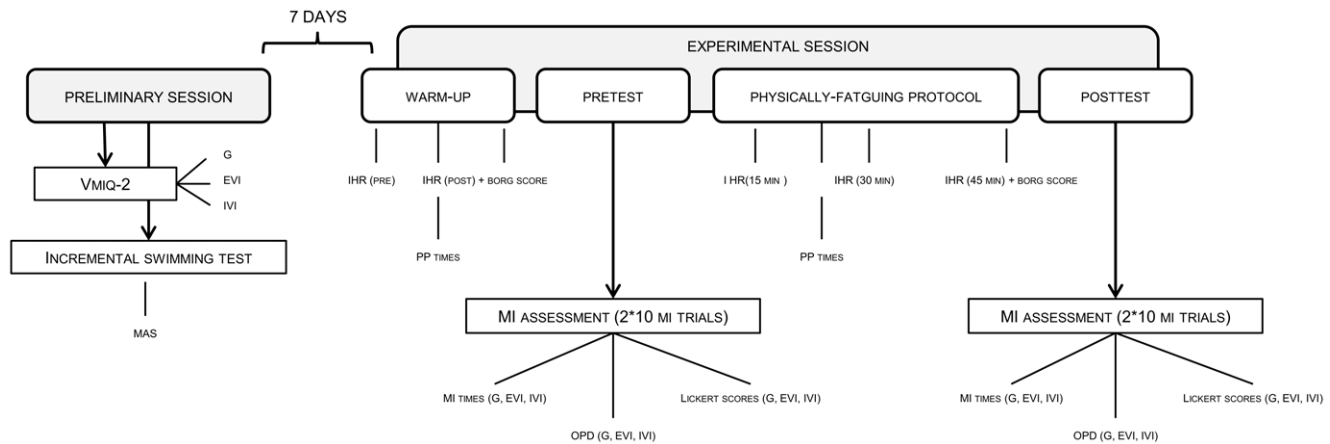 7 DAYS
EXPERIMENTAL SESSION
PRELIMINARY SESSION
WARM-UP
PRETEST
PHYSICALLY-FATGUING PROTOCOL
POSTTEST
G
VMIQ-2
EVI
IVI
IHR (PRE)
IHR (POST) + BORG SCORE
I HR(15 MIN )
IHR (30 MIN)
IHR (45 MIN) + BORG SCORE
INCREMENTAL SWIMMING TEST
PP TIMES
PP TIMES
MAS
MI ASSESSMENT (2*10 MI TRIALS)
MI ASSESSMENT (2*10 MI TRIALS)
MI TIMES (G, EVI, IVI)
LICKERT SCORES (G, EVI, IVI)
MI TIMES (G, EVI, IVI)
LICKERT SCORES (G, EVI, IVI)
OPD (G, EVI, IVI)
OPD (G, EVI, IVI)